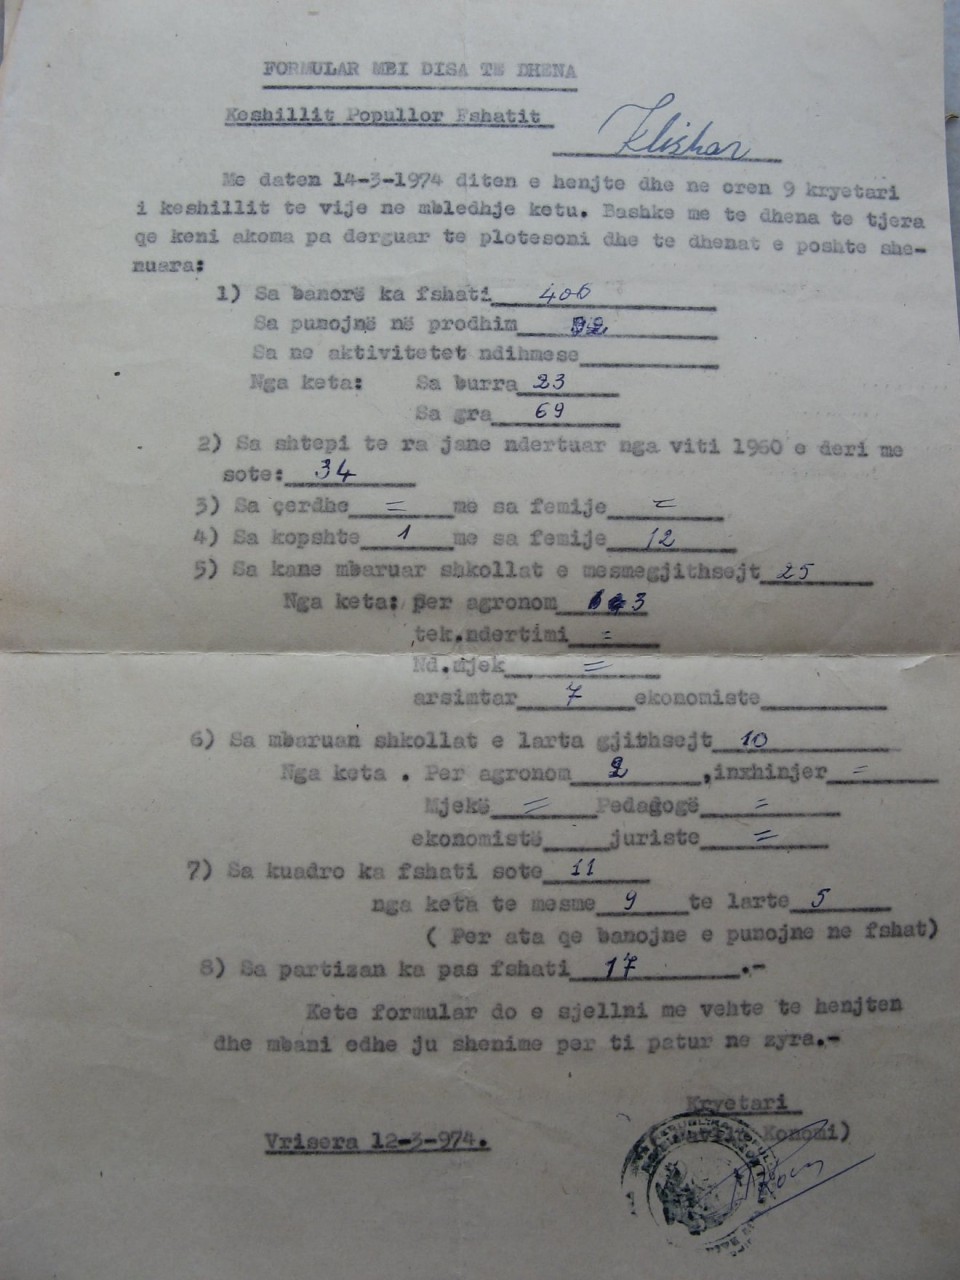 FORMULAR MBI DISA TE DHENA
Keshillit Popullor Fshatit Klishar
Me daten 14-3-1974 diten e henjte dhe ne oren 9 kryetari
i keshillit te vije ne mbledhje ketu. Bashke me te dhena te tjera
qe keni akoma pa derguar te plotesoni dhe te dhenat e poshte she-
nuara:
1) Sa banorë ka fshati 406
Sa punojnë në prodhim 92
Sa ne aktivitetet ndihmese
Nga keta: Sa burra 23
Sa gra 69
2) Sa shtepi te ra jane ndertuar nga viti 1960 e deri me
sote: 34
3) Sa çerdhe = me sa femije =
4) Sa kopshte 1 me sa femije 12
5) Sa kane mbaruar shkollat e mesmegjithsejt 25
Nga keta: per agronom 3
tek.ndertimi =
Nd.mjek =
arsimtar 7 ekonomiste
6) Sa mbaruan shkollat e larta gjithsejt 10
Nga keta . Per agronom 2 ,inxhinjer =
Mjekë = Pedagogë =
ekonomistë juriste =
7) Sa kuadro ka fshati sote 11
nga keta te mesme 9 te larte 5
( Per ata qe banojne e punojne ne fshat)
8) Sa partizan ka pas fshati 17 .-
Kete formular do e sjellni me vehte te henjten
dhe mbani edhe ju shenime per ti patur ne zyra.-
Kryetari
Konomi)
Vrisera 12-3-974.